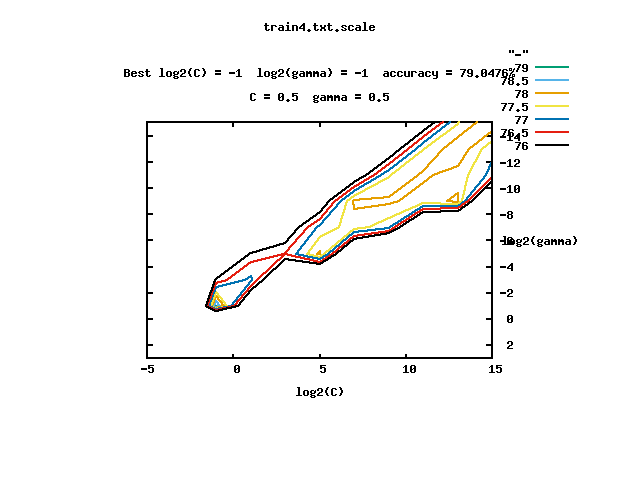 train4.txt.scale
"-"
Best log2(C) = -1  log2(gamma) = -1  accuracy = 79.0476%
79
78.5
C = 0.5  gamma = 0.5
78
77.5
77
76.5
76
-14
-12
-10
-8
-6
log2(gamma)
-4
-2
0
2
-5 0 5 10 15
log2(C)